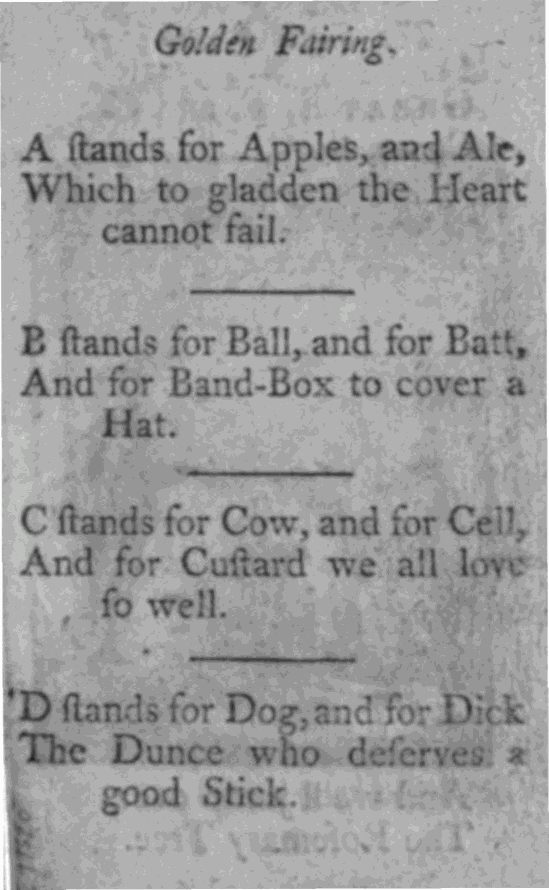 Golden Fairing.
A ſtands for Apples, and Ale,
Which to gladden the Heart
cannot fail.
B ſtands for Ball, and for Batt,
And for Band-Box to cover a
Hat.
C ſtands for Cow, and for Cell,
And for Cuſtard we all love
ſo well.
D ſtands for Dog, and for Dick
The Dunce who deſerves a
good Stick.